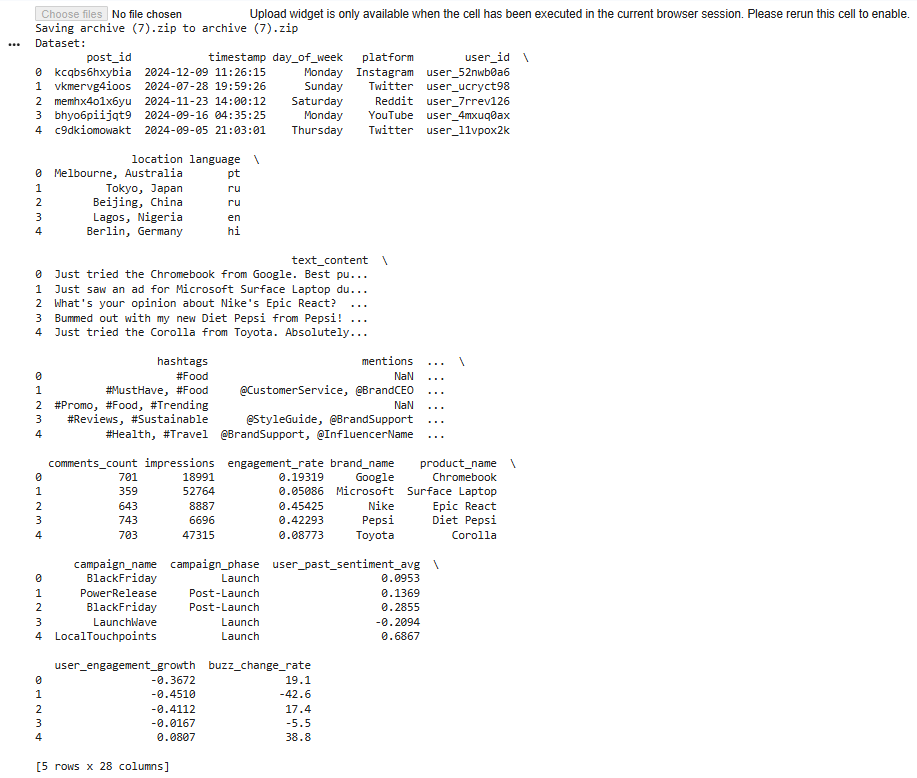 Choose files No file chosen Upload widget is only available when the cell has been executed in the current browser session. Please rerun this cell to enable.
Saving archive (7).zip to archive (7).zip
... Dataset:
post_id timestamp day_of_week platform user_id \
0 kcqbs6hxybia 2024-12-09 11:26:15 Monday Instagram user_52nwb0a6
1 vkmervg4ioos 2024-07-28 19:59:26 Sunday Twitter user_ucryct98
2 memhx4o1x6yu 2024-11-23 14:00:12 Saturday Reddit user_7rrev126
3 bhyo6piijqt9 2024-09-16 04:35:25 Monday YouTube user_4mxuq0ax
4 c9dkiomowakt 2024-09-05 21:03:01 Thursday Twitter user_l1vpox2k

location language \
0 Melbourne, Australia pt
1 Tokyo, Japan ru
2 Beijing, China ru
3 Lagos, Nigeria en
4 Berlin, Germany hi

text_content \
0 Just tried the Chromebook from Google. Best pu...
1 Just saw an ad for Microsoft Surface Laptop du...
2 What's your opinion about Nike's Epic React? ...
3 Bummed out with my new Diet Pepsi from Pepsi! ...
4 Just tried the Corolla from Toyota. Absolutely...

hashtags mentions ... \
0 #Food NaN ...
1 #MustHave, #Food @CustomerService, @BrandCEO ...
2 #Promo, #Food, #Trending NaN ...
3 #Reviews, #Sustainable @StyleGuide, @BrandSupport ...
4 #Health, #Travel @BrandSupport, @InfluencerName ...

comments_count impressions engagement_rate brand_name product_name \
0 701 18991 0.19319 Google Chromebook
1 359 52764 0.05086 Microsoft Surface Laptop
2 643 8887 0.45425 Nike Epic React
3 743 6696 0.42293 Pepsi Diet Pepsi
4 703 47315 0.08773 Toyota Corolla

campaign_name campaign_phase user_past_sentiment_avg \
0 BlackFriday Launch 0.0953
1 PowerRelease Post-Launch 0.1369
2 BlackFriday Post-Launch 0.2855
3 LaunchWave Launch -0.2094
4 LocalTouchpoints Launch 0.6867

user_engagement_growth buzz_change_rate
0 -0.3672 19.1
1 -0.4510 -42.6
2 -0.4112 17.4
3 -0.0167 -5.5
4 0.0807 38.8

[5 rows x 28 columns]